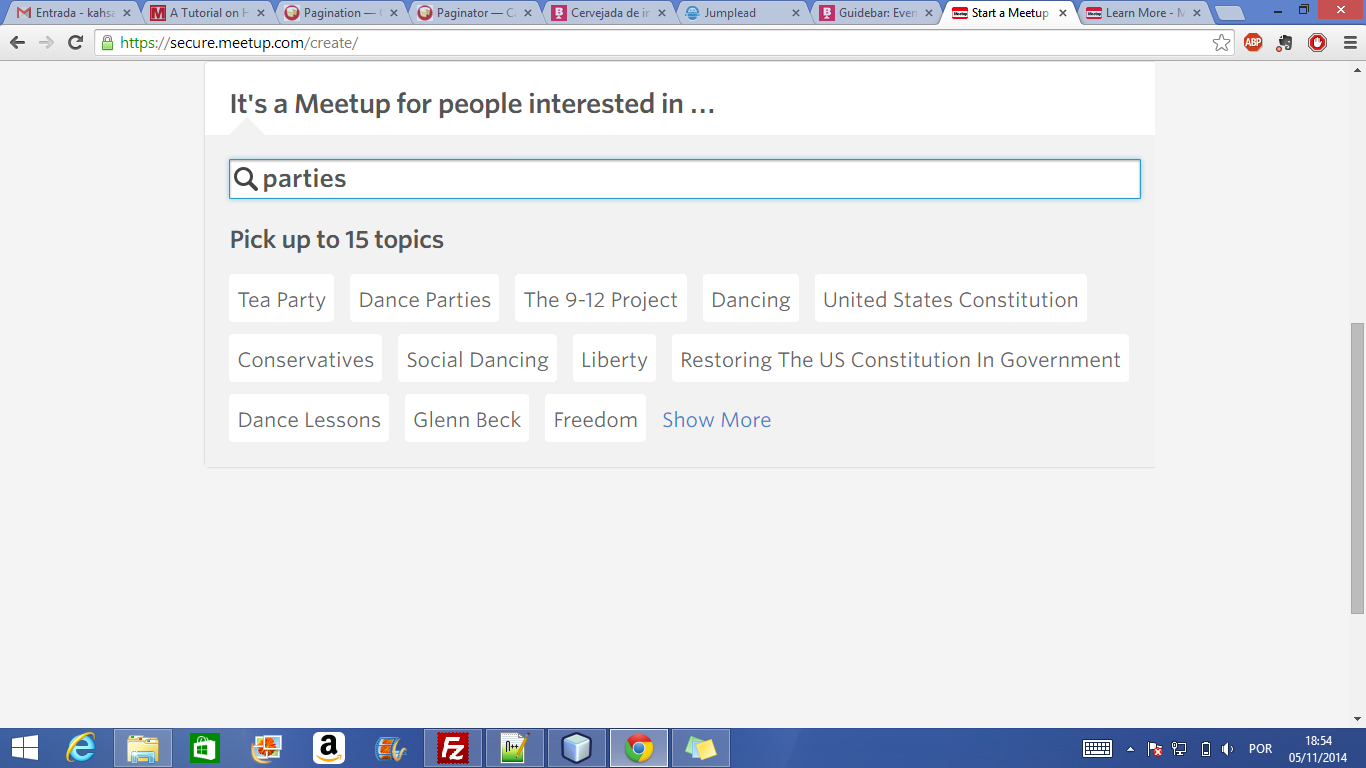 Entrada - kahsa
A Tutorial on H
Pagination — C
Paginator — C
Cervejada de in
Jumplead
Guidebar: Even
Start a Meetup
Learn More - M
https://secure.meetup.com/create/
ABP
It's a Meetup for people interested in ...
parties
Pick up to 15 topics
Tea Party Dance Parties The 9-12 Project Dancing United States Constitution
Conservatives Social Dancing Liberty Restoring The US Constitution In Government
Dance Lessons Glenn Beck Freedom Show More
POR
18:54
05/11/2014